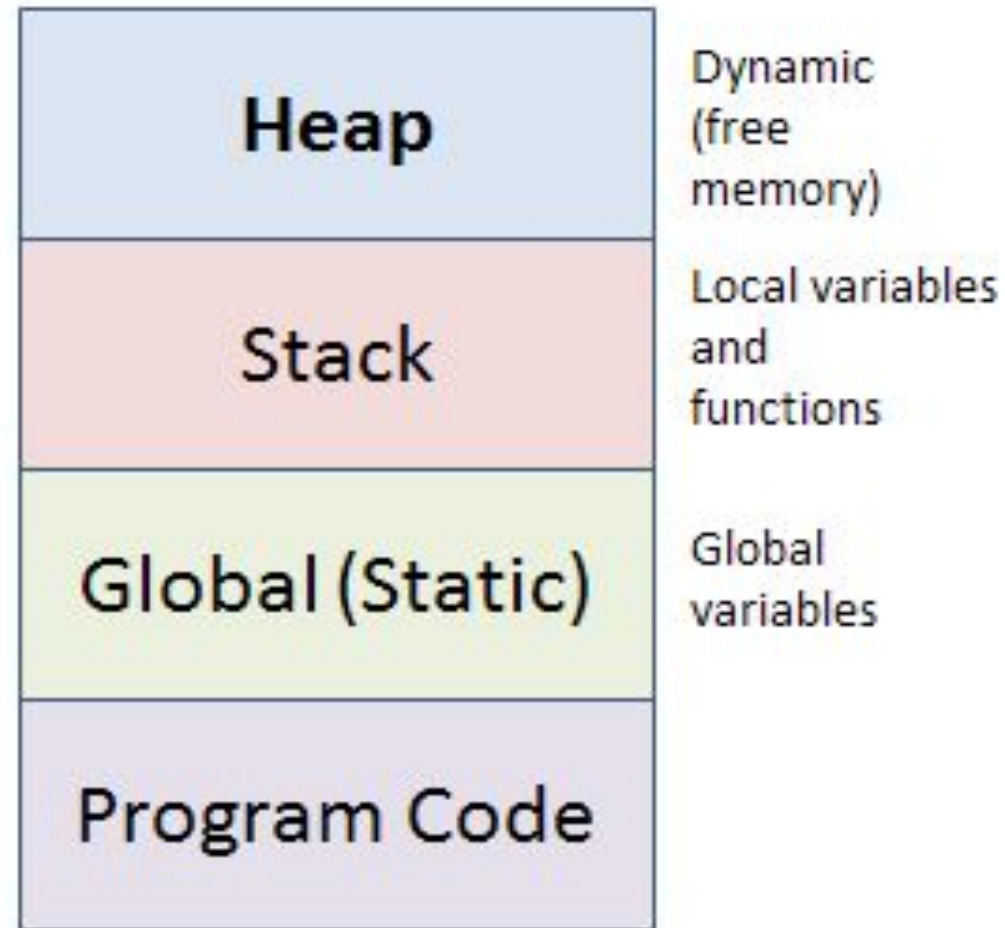 Heap
Dynamic
(free
memory)
Stack
Local variables
and
functions
Global (Static)
Global
variables
Program Code